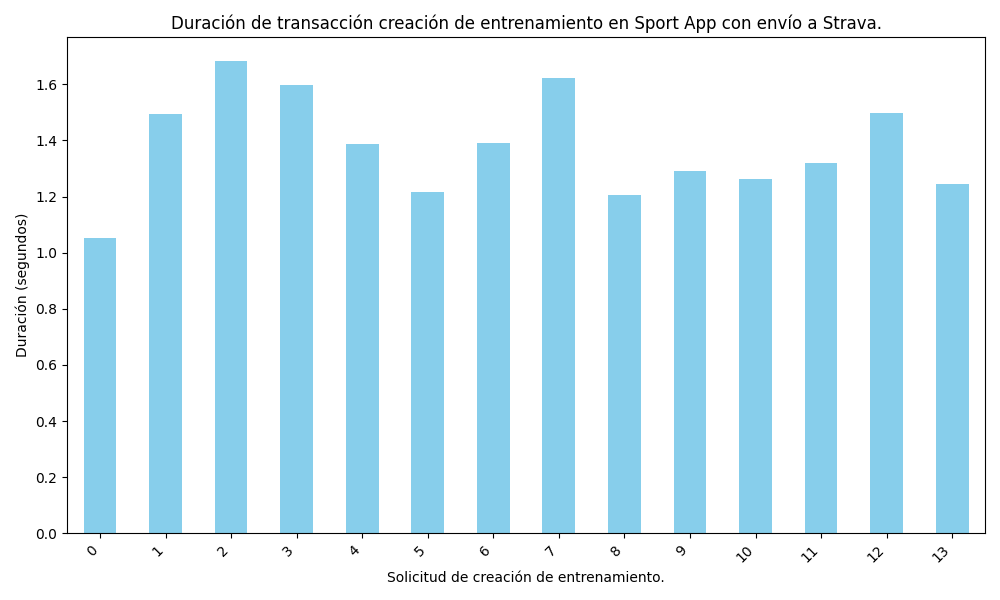 Duración de transacción creación de entrenamiento en Sport App con envío a Strava.
Duración (segundos)
1.6
1.4
1.2
1.0
0.8
0.6
0.4
0.2
0.0
0 1 2 3 4 5 6 7 8 9 10 11 12 13
Solicitud de creación de entrenamiento.